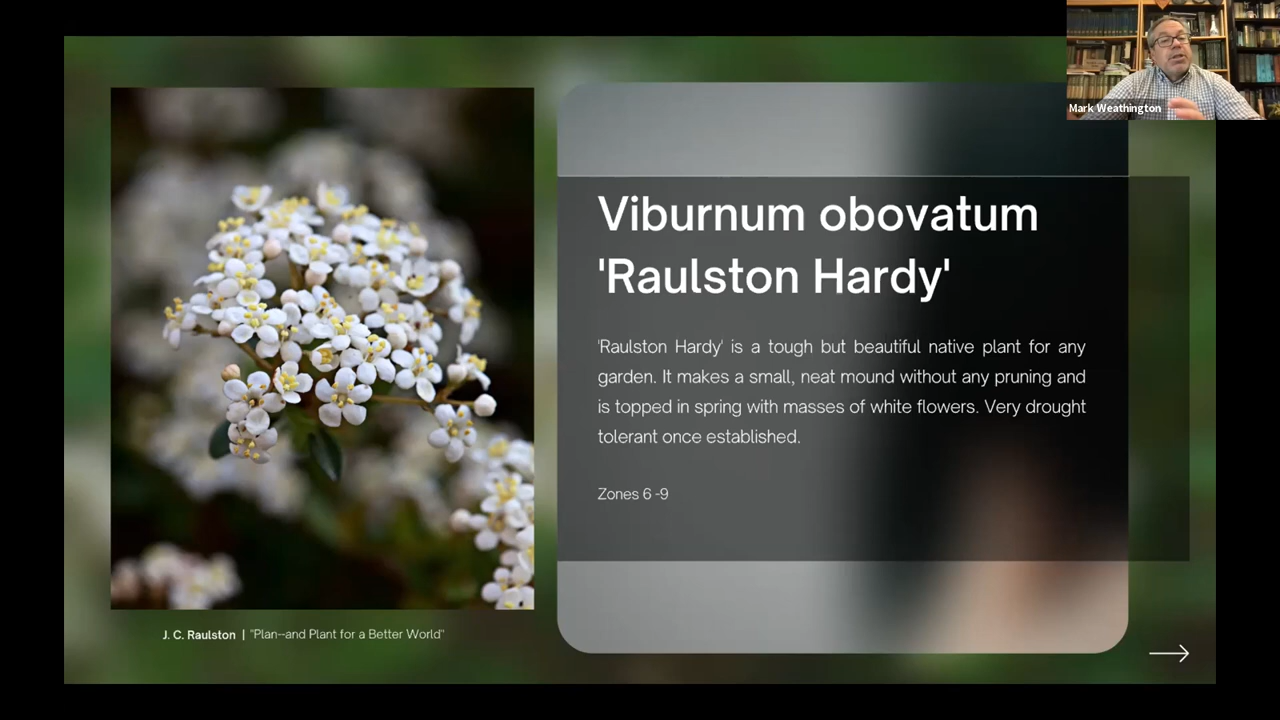 Mark Weathington
Viburnum obovatum
'Raulston Hardy'
'Raulston Hardy' is a tough but beautiful native plant for any
garden. It makes a small, neat mound without any pruning and
is topped in spring with masses of white flowers. Very drought
tolerant once established.
Zones 6 -9
J. C. Raulston | "Plan--and Plant for a Better World"